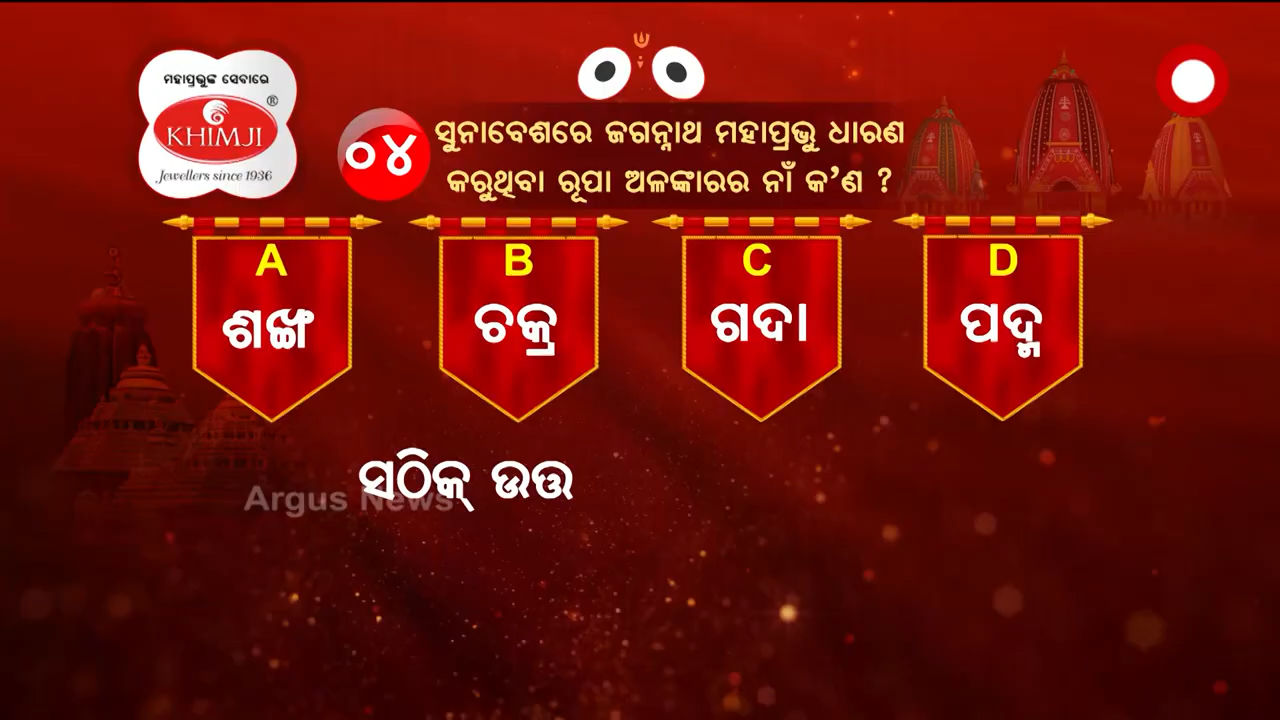 ମହାପ୍ରଭୁଙ୍କ ସେବାରେ
®
KHIMJI
Jewellers since 1936
୦୪
ସୁନାବେଶରେ ଜଗନ୍ନାଥ ମହାପ୍ରଭୁ ଧାରଣ
କରୁଥିବା ରୂପା ଅଳଙ୍କାରର ନାଁ କ'ଣ ?
A
ଶଙ୍ଖ
B
ଚକ୍ର
C
ଗଦା
D
ପଦ୍ମ
ସଠିକ୍ ଉତ୍ତ
Argus News